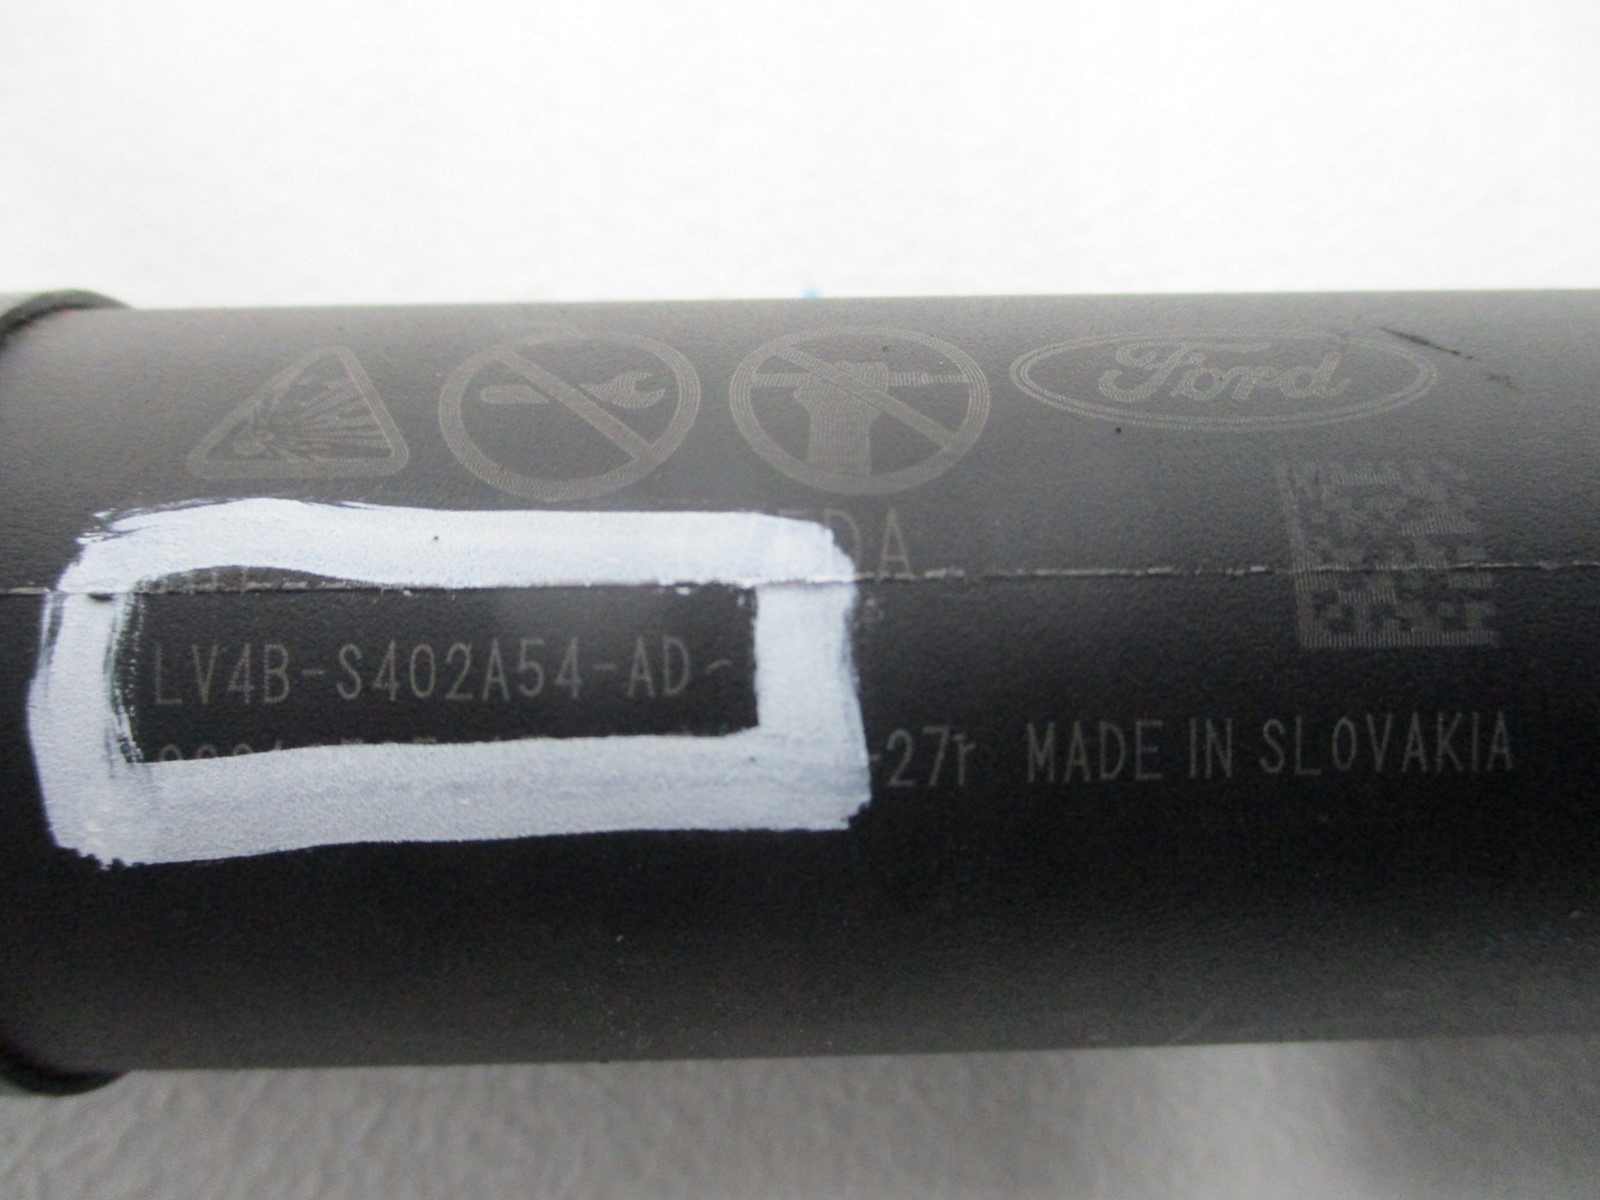 Ford
LV4B-S402A54-AD-
-27r MADE IN SLOVAKIA